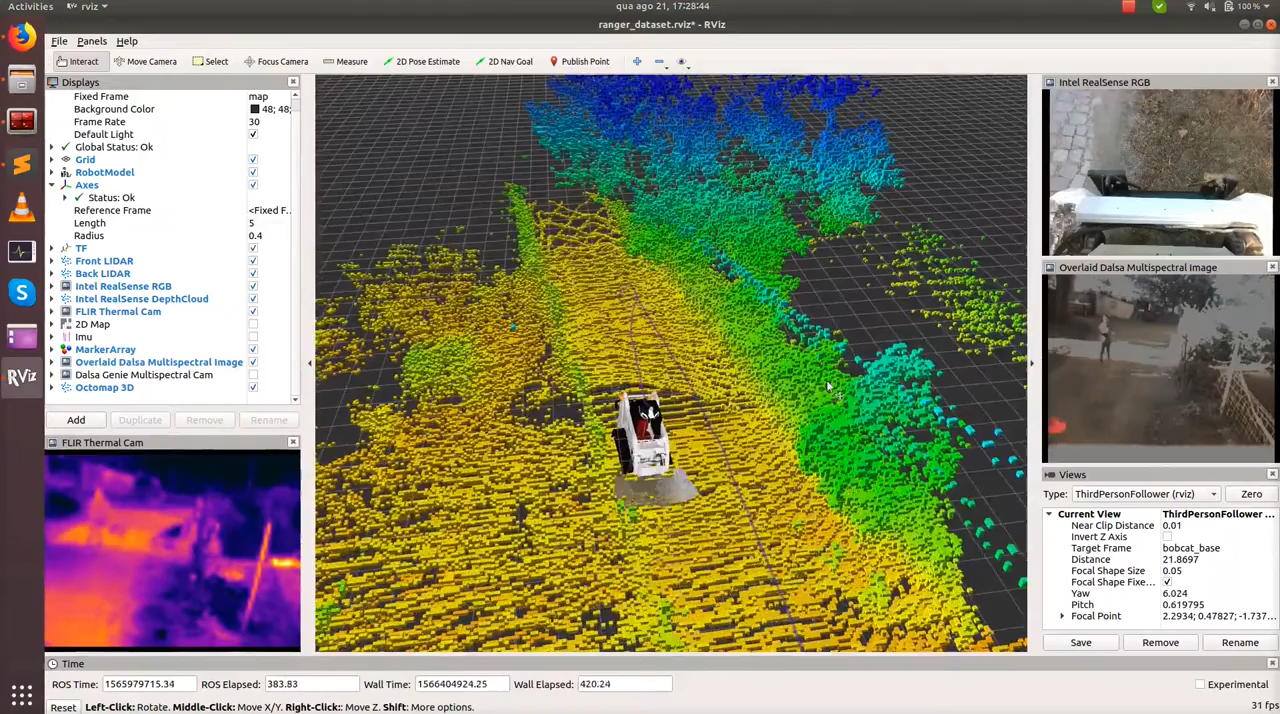 Activities
rviz
qua ago 21, 17:28:44
100 %
ranger_dataset.rviz* - RViz
File Panels Help
Interact
Move Camera
Select
Focus Camera
Measure
2D Pose Estimate
2D Nav Goal
Publish Point
Displays
Fixed Frame map
Background Color 48; 48;
Frame Rate 30
Default Light
Global Status: Ok
Grid
RobotModel
Axes
Status: Ok
Reference Frame <Fixed F...
Length 5
Radius 0.4
TF
Front LIDAR
Back LIDAR
Intel RealSense RGB
Intel RealSense DepthCloud
FLIR Thermal Cam
2D Map
Imu
MarkerArray
Overlaid Dalsa Multispectral Image
Dalsa Genie Multispectral Cam
Octomap 3D
Add Duplicate Remove Rename
FLIR Thermal Cam
RViz
Intel RealSense RGB
Overlaid Dalsa Multispectral Image
Views
Type: ThirdPersonFollower (rviz) Zero
Current View ThirdPersonFollower ...
Near Clip Distance 0.01
Invert Z Axis
Target Frame bobcat_base
Distance 21.8697
Focal Shape Size 0.05
Focal Shape Fixe...
Yaw 6.024
Pitch 0.619795
Focal Point 2.2934; 0.47827; -1.737...
Save Remove Rename
Time
ROS Time: 1565979715.34 ROS Elapsed: 383.83 Wall Time: 1566404924.25 Wall Elapsed: 420.24 Experimental
Reset Left-Click: Rotate. Middle-Click: Move X/Y. Right-Click:: Move Z. Shift: More options. 31 fps